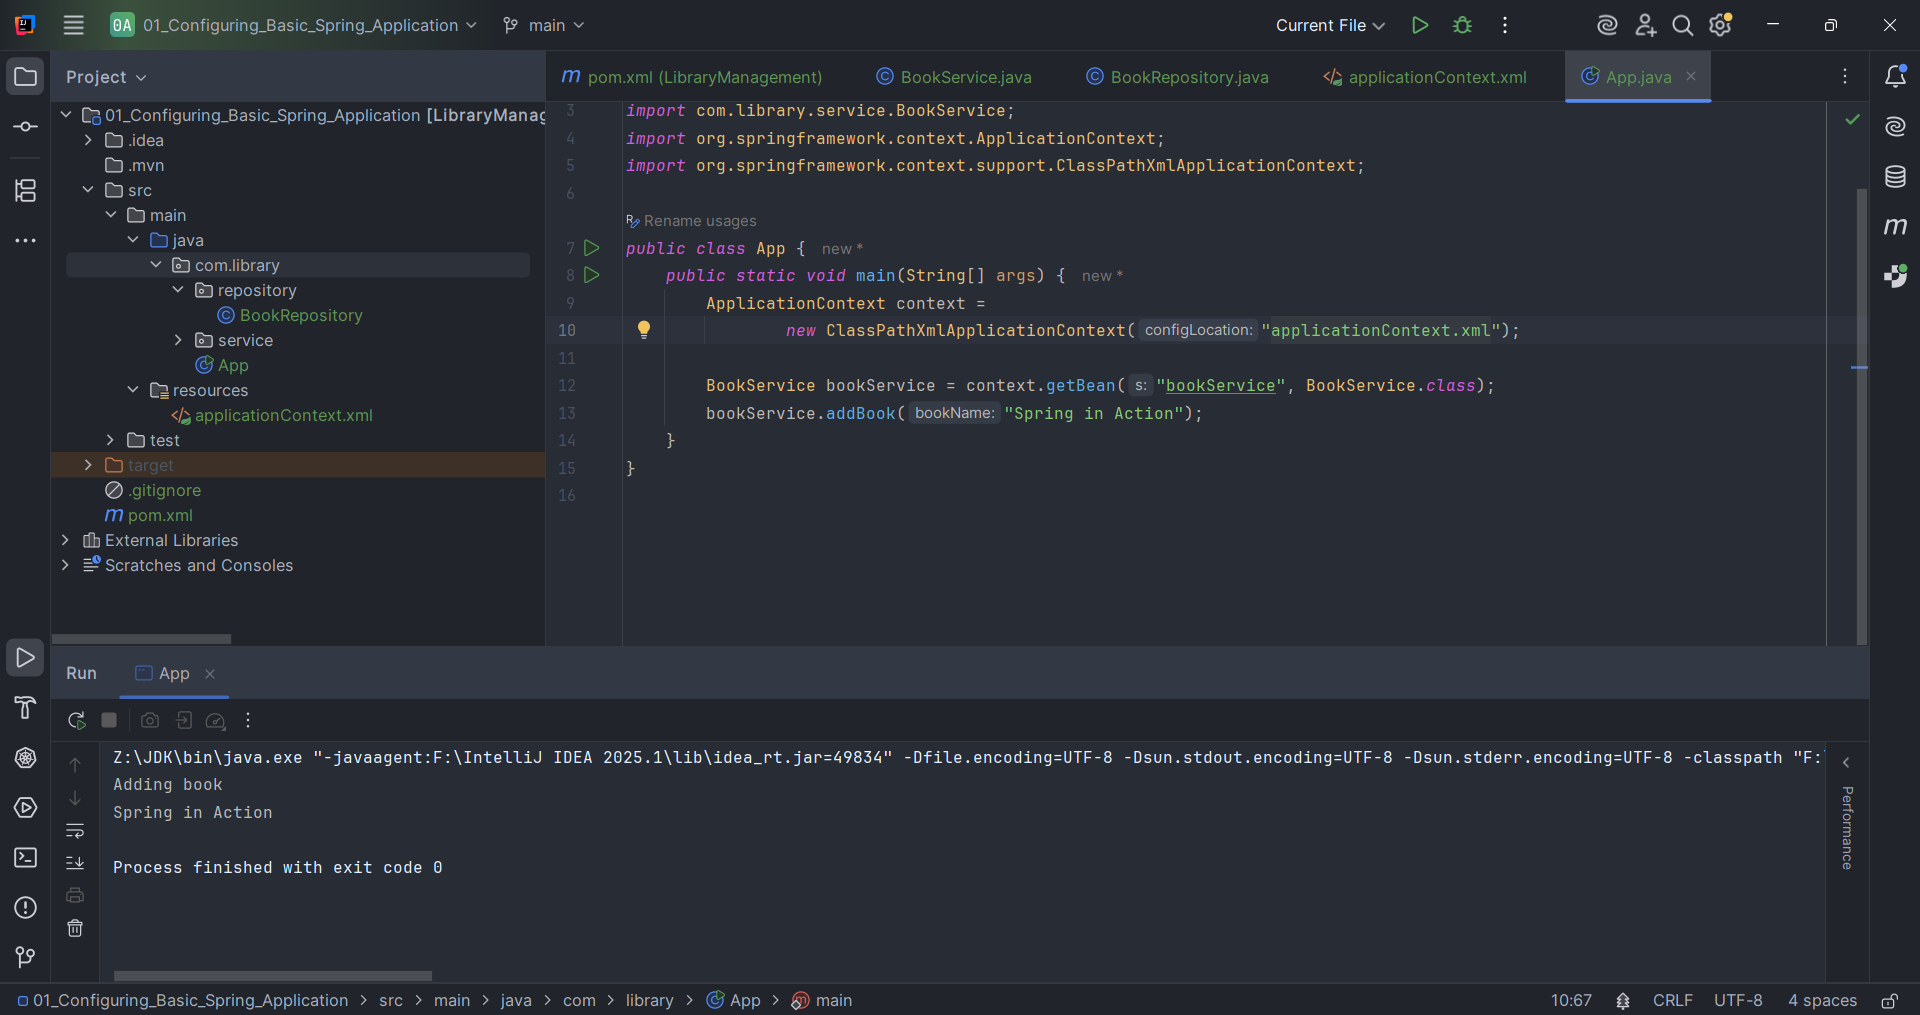 0A 01_Configuring_Basic_Spring_Application main Current File
Project
01_Configuring_Basic_Spring_Application [LibraryManag
.idea
.mvn
src
main
java
com.library
repository
BookRepository
service
App
resources
applicationContext.xml
test
target
.gitignore
pom.xml
External Libraries
Scratches and Consoles
pom.xml (LibraryManagement) BookService.java BookRepository.java applicationContext.xml App.java
3 import com.library.service.BookService;
4 import org.springframework.context.ApplicationContext;
5 import org.springframework.context.support.ClassPathXmlApplicationContext;
6
Rename usages
7 public class App { new *
8 public static void main(String[] args) { new *
9 ApplicationContext context =
10 new ClassPathXmlApplicationContext( configLocation: "applicationContext.xml");
11
12 BookService bookService = context.getBean( s: "bookService", BookService.class);
13 bookService.addBook( bookName: "Spring in Action");
14 }
15 }
16
Run App
Z:\JDK\bin\java.exe "-javaagent:F:\IntelliJ IDEA 2025.1\lib\idea_rt.jar=49834" -Dfile.encoding=UTF-8 -Dsun.stdout.encoding=UTF-8 -Dsun.stderr.encoding=UTF-8 -classpath "F:
Adding book
Spring in Action
Process finished with exit code 0
Performance
01_Configuring_Basic_Spring_Application > src > main > java > com > library > App > main 10:67 CRLF UTF-8 4 spaces